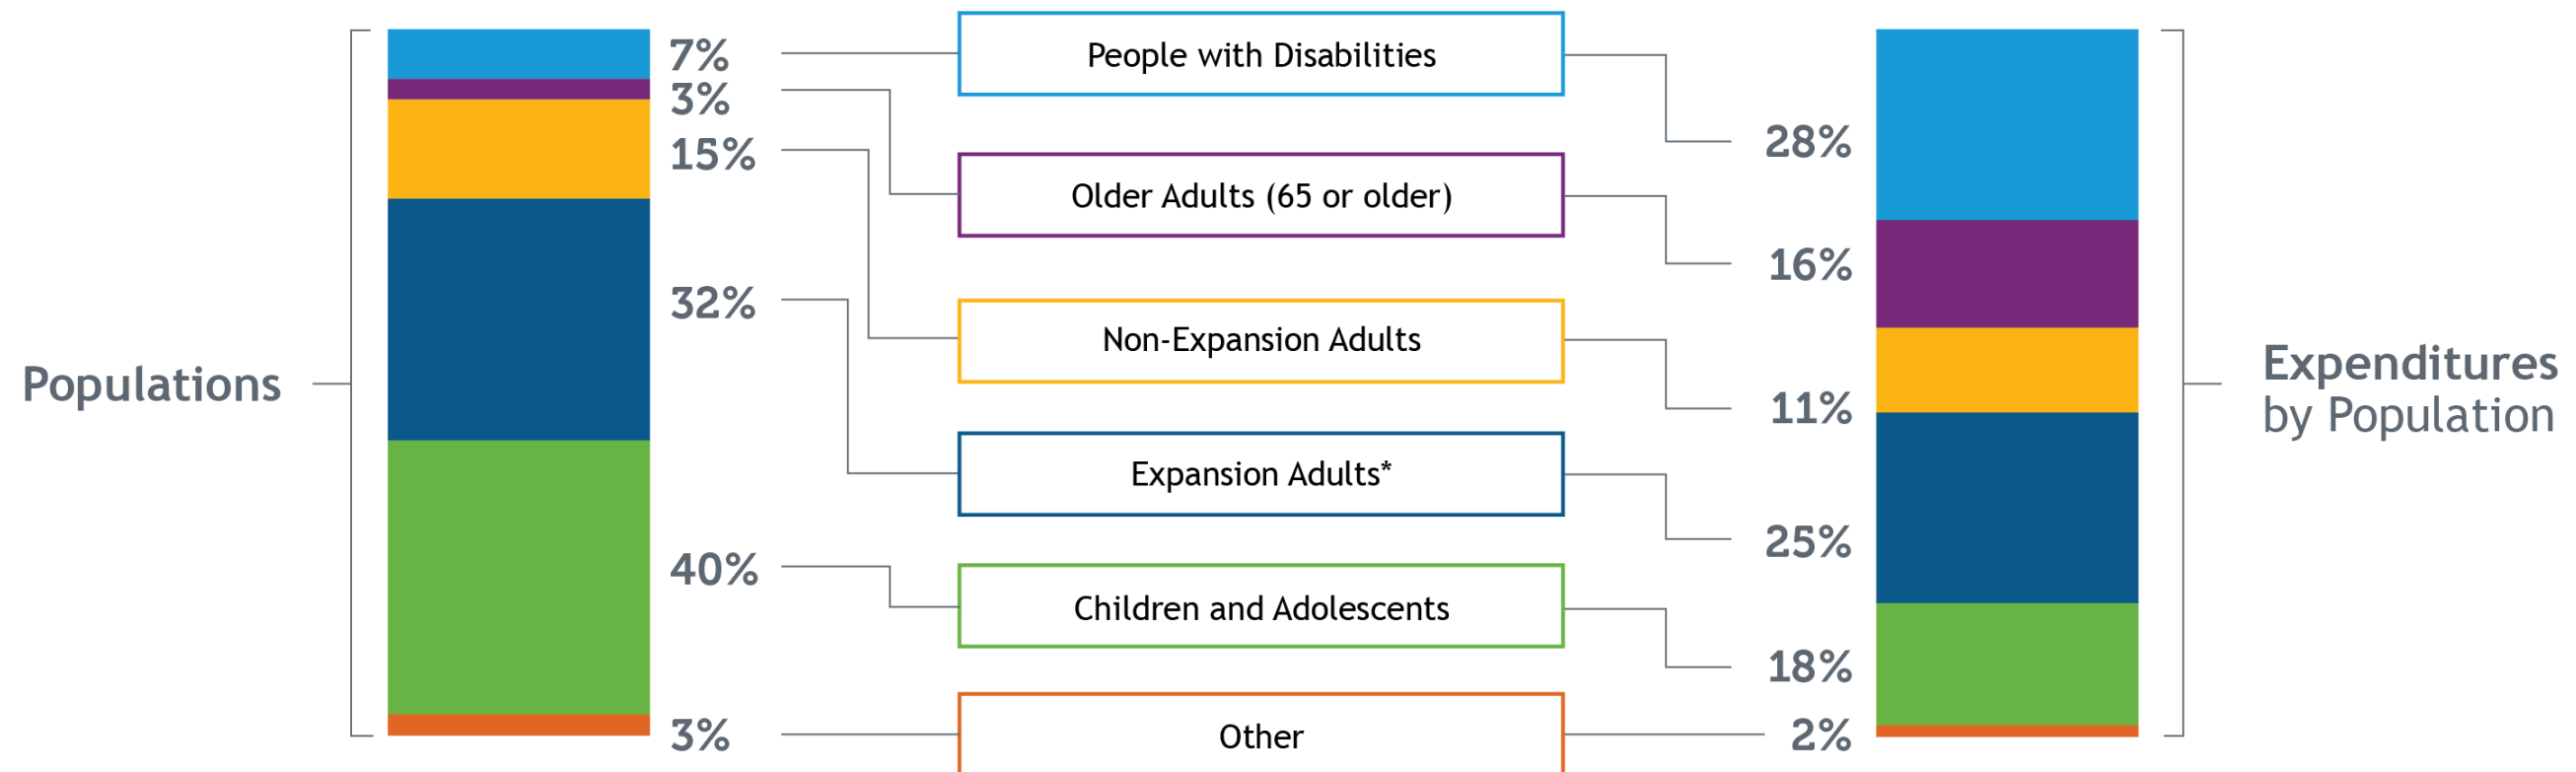 Populations
7%
3%
15%
32%
40%
3%
People with Disabilities
Older Adults (65 or older)
Non-Expansion Adults
Expansion Adults*
Children and Adolescents
Other
28%
16%
11%
25%
18%
2%
Expenditures
by Population